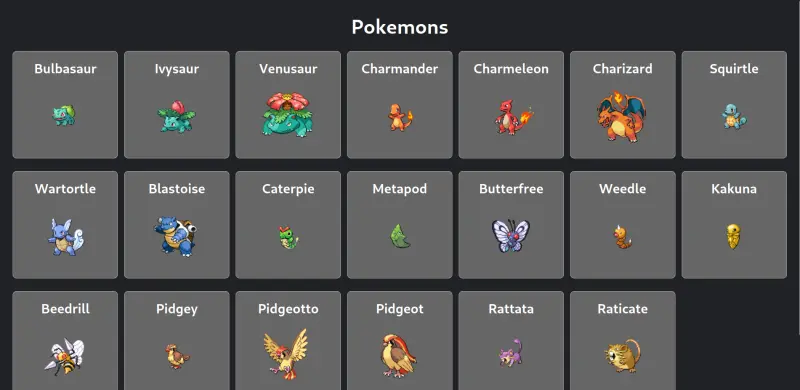 Pokemons
Bulbasaur
Ivysaur
Venusaur
Charmander
Charmeleon
Charizard
Squirtle
Wartortle
Blastoise
Caterpie
Metapod
Butterfree
Weedle
Kakuna
Beedrill
Pidgey
Pidgeotto
Pidgeot
Rattata
Raticate